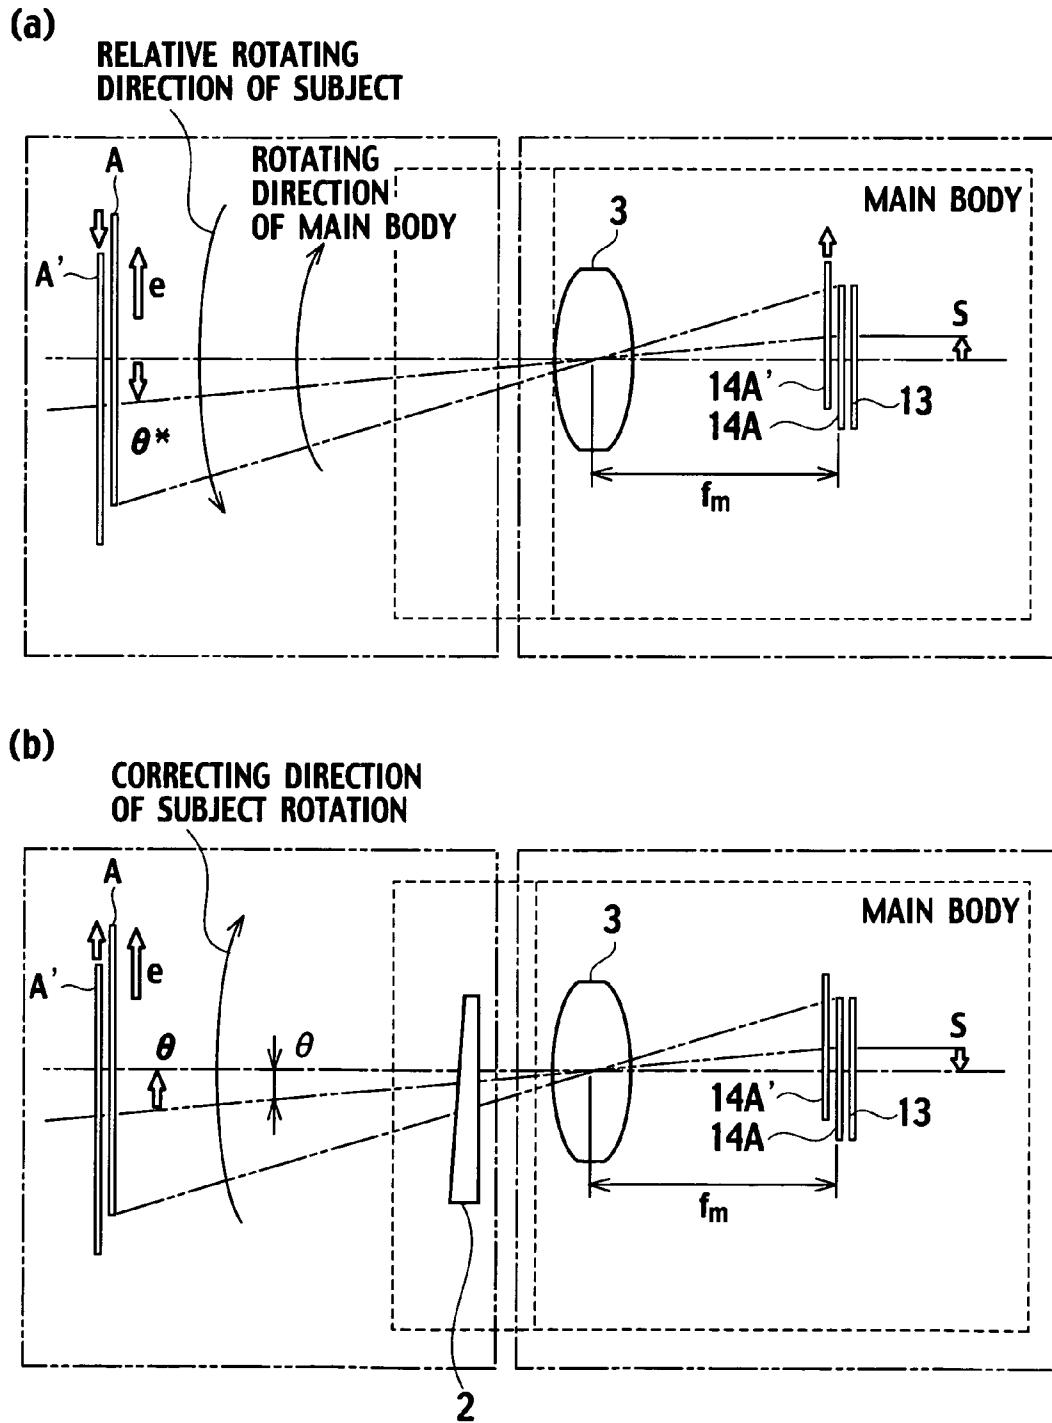 (a)
RELATIVE ROTATING
DIRECTION OF SUBJECT
A
ROTATING
DIRECTION
OF MAIN BODY
MAIN BODY
3
A'
e
S
θ*
14A'
14A
13
fm
(b)
CORRECTING DIRECTION
OF SUBJECT ROTATION
A
MAIN BODY
3
A'
e
S
θ
θ
14A'
14A
13
fm
2